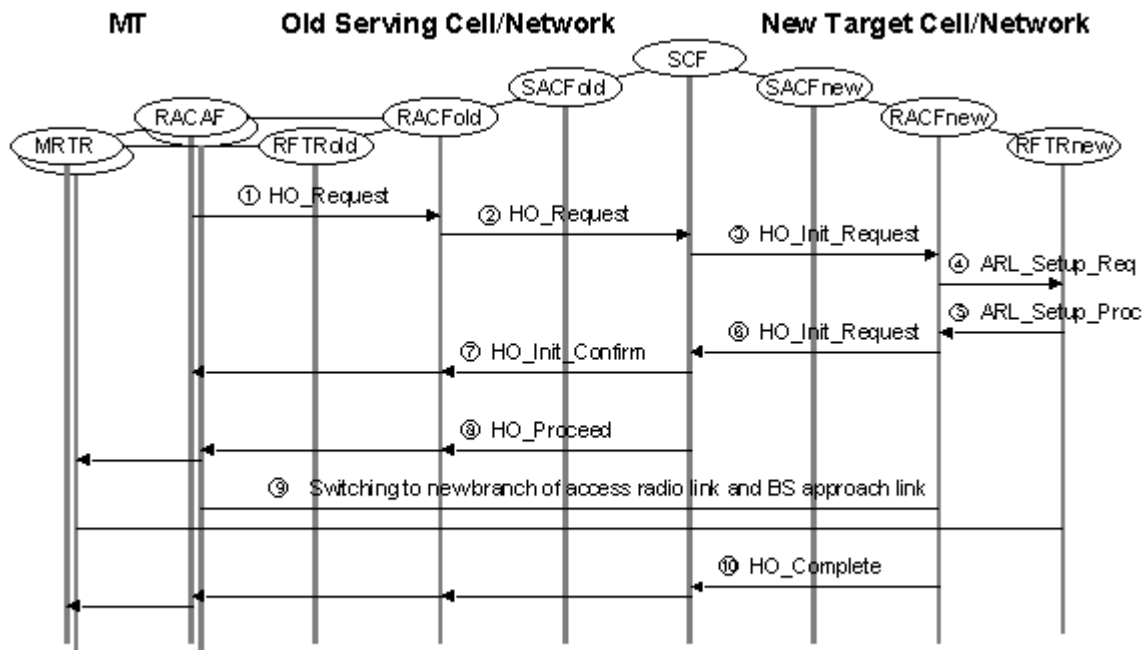 MT Old Serving Cell/Network New Target Cell/Network
SCF
SACFold SACFnew
RACAF RACFold RACFnew
MRTR RFTRold RFTRnew
① HO_Request
② HO_Request
③ HO_Init_Request
④ ARL_Setup_Req
⑤ ARL_Setup_Proc
⑥ HO_Init_Request
⑦ HO_Init_Confirm
⑧ HO_Proceed
⑨ Switching to newbranch of access radio link and BS approach link
⑩ HO_Complete